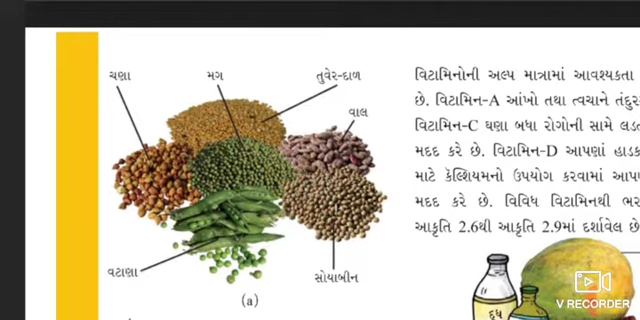 ચણા
મગ
તુવેર-દાળ
વાલ
વટાણા
સોયાબીન
(a)
વિટામિનોની અલ્પ માત્રામાં આવશ્યકતા
છે. વિટામિન-A આંખો તથા ત્વચાને તંદુર
વિટામિન-C ઘણા બધા રોગોની સામે લડત
મદદ કરે છે. વિટામિન-D આપણાં હાડક
માટે કૅલ્શિયમનો ઉપયોગ કરવામાં આપ
મદદ કરે છે. વિવિધ વિટામિનથી ભર
આકૃતિ 2.6થી આકૃતિ 2.9માં દર્શાવેલ છે
દૂધ
V RECORDER